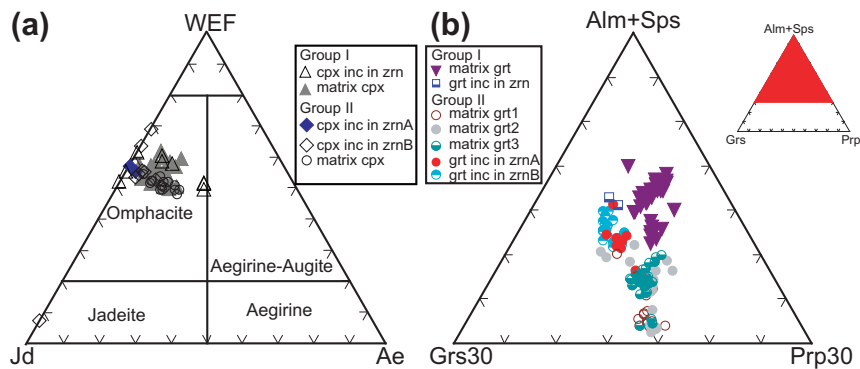 (a)
WEF
Omphacite
Aegirine-Augite
Jadeite
Aegirine
Jd
Ae
Group I
cpx inc in zrn
matrix cpx
Group II
cpx inc in zrnA
cpx inc in zrnB
matrix cpx
(b)
Alm+Sps
Group I
matrix grt
grt inc in zrn
Group II
matrix grt1
matrix grt2
matrix grt3
grt inc in zrnA
grt inc in zrnB
Grs30
Prp30
Alm+Sps
Grs
Prp